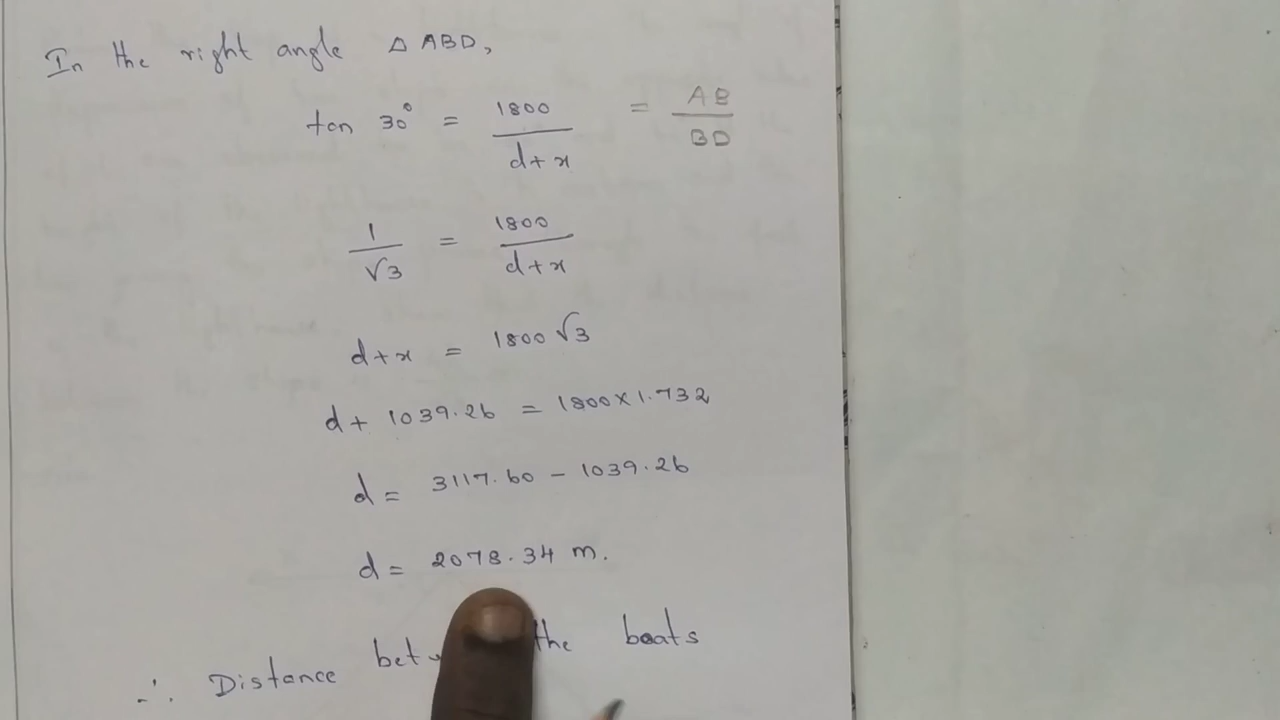 In the right angle △ ABD,
tan 30° = 1800 / d+x = AB / BD
1 / √3 = 1800 / d+x
d+x = 1800 √3
d + 1039.26 = 1800×1.732
d = 3117.60 − 1039.26
d = 2078.34 m.
∴ Distance the boats